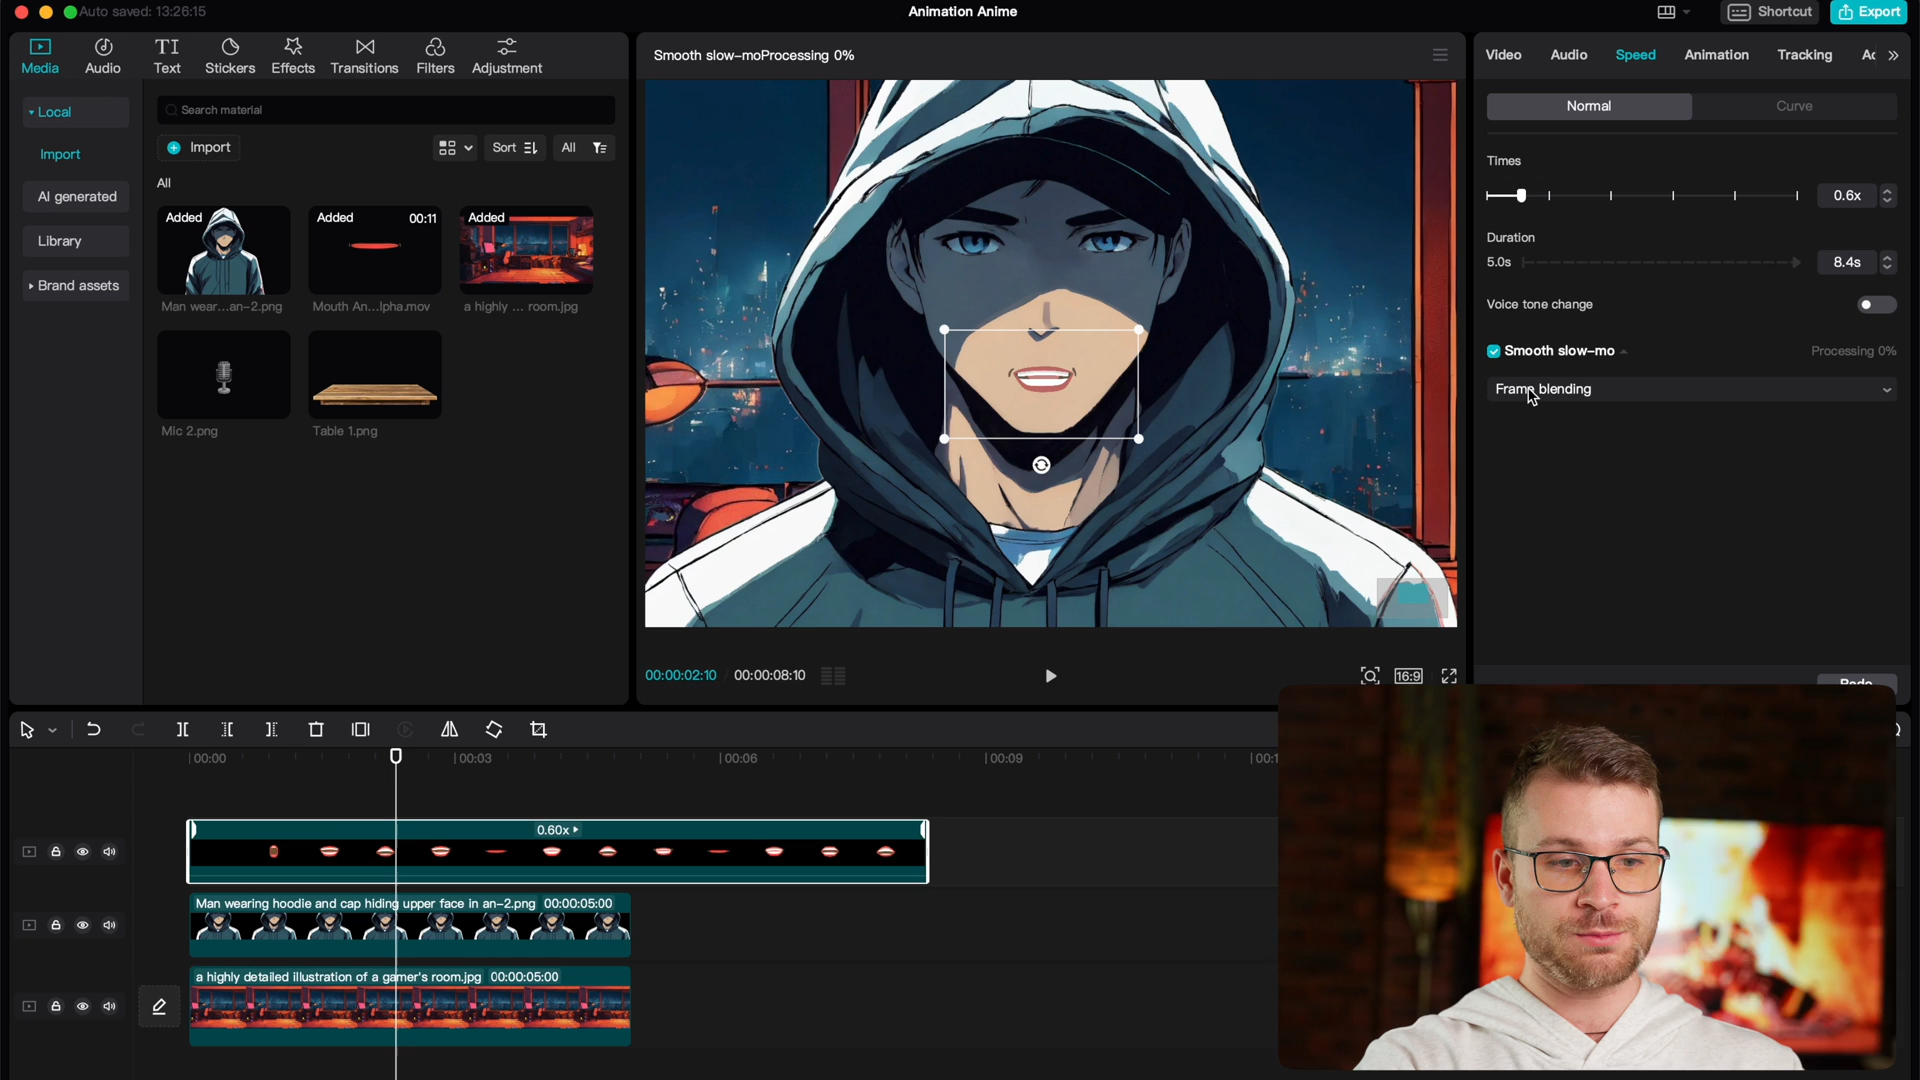 Auto saved: 13:26:15
Animation Anime
Shortcut
Export
Media
Audio
Text
Stickers
Effects
Transitions
Filters
Adjustment
Local
Import
AI generated
Library
Brand assets
Search material
Import
Sort
All
All
Added
Man wear...an-2.png
Added 00:11
Mouth An...lpha.mov
Added
a highly ... room.jpg
Mic 2.png
Table 1.png
Smooth slow-moProcessing 0%
00:00:02:10 00:00:08:10
16:9
Video
Audio
Speed
Animation
Tracking
Normal
Curve
Times
0.6x
Duration
5.0s
8.4s
Voice tone change
Smooth slow-mo
Processing 0%
Frame blending
00:00
00:03
00:06
00:09
0.60x
Man wearing hoodie and cap hiding upper face in an-2.png 00:00:05:00
a highly detailed illustration of a gamer's room.jpg 00:00:05:00